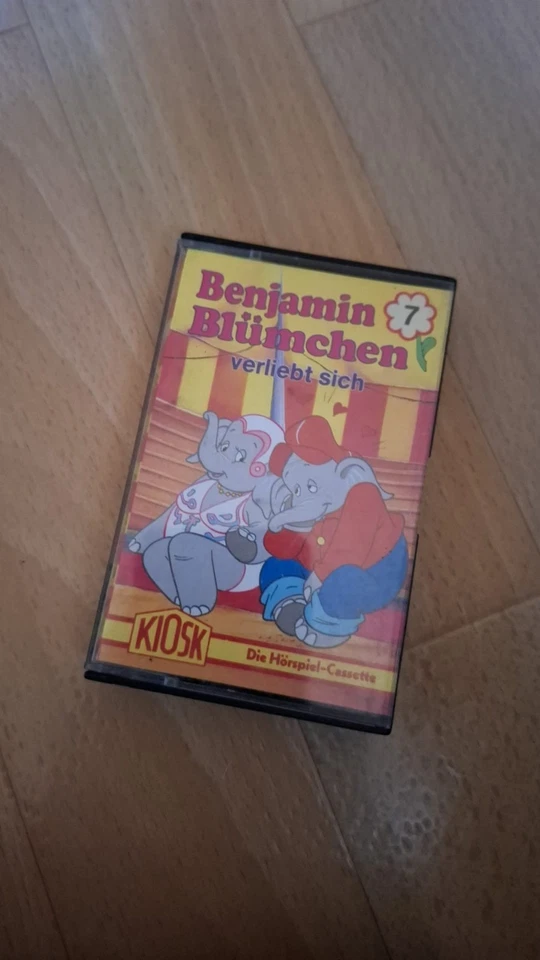 Benjamin
Blümchen
7
verliebt sich
KIOSK
Die Hörspiel-Cassette